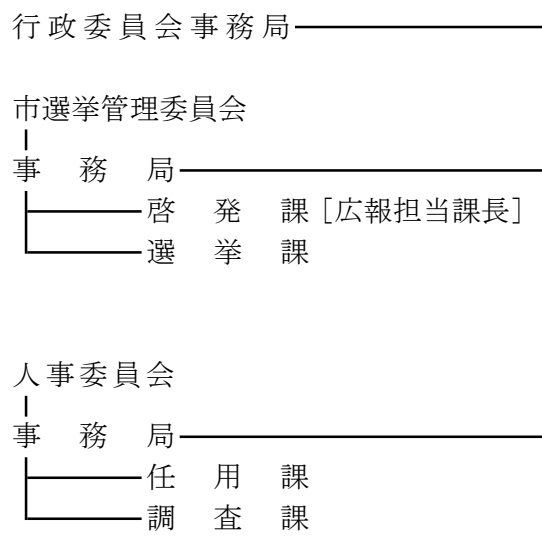 行政委員会事務局
市選挙管理委員会
事務局
啓発課［広報担当課長］
選挙課
人事委員会
事務局
任用課
調査課